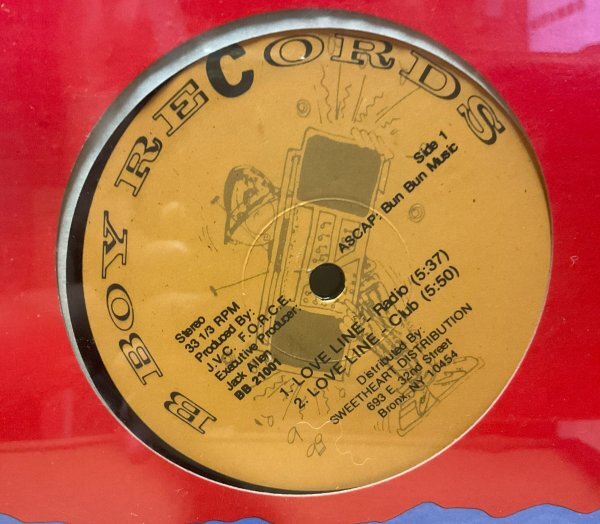 B BOY RECORDS
Side 1
ASCAP: Bun Bun Music
Stereo
33 1/3 RPM
Produced By:
J.V.C. F.O.R.C.E.
Executive Producer
Jack Allen
BB 21001
1. LOVE LINE - Radio (5:37)
2. LOVE LINE - Club (5:50)
Distributed By:
SWEETHEART DISTRIBUTION
693 E. 32nd Street
Bronx, NY 10454